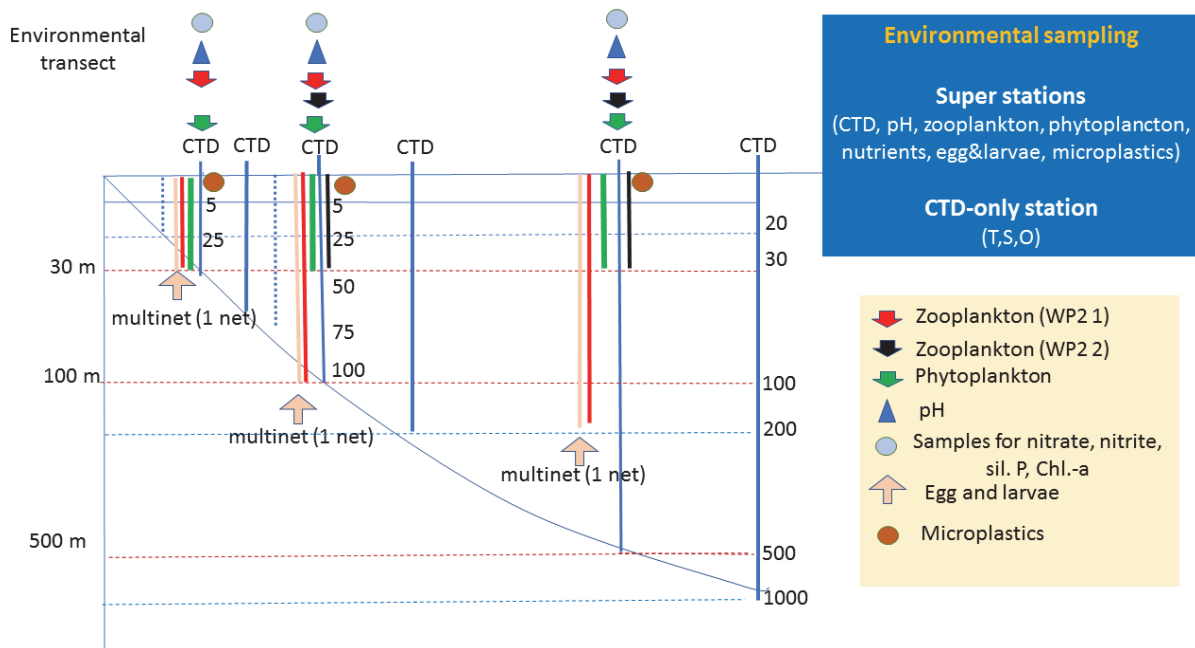 Environmental
transect
CTD
CTD
CTD
CTD
CTD
CTD
5
25
5
25
50
75
100
20
30
100
200
500
1000
30 m
100 m
500 m
multinet (1 net)
multinet (1 net)
multinet (1 net)
Environmental sampling
Super stations
(CTD, pH, zooplankton, phytoplancton,
nutrients, egg&larvae, microplastics)
CTD-only station
(T,S,O)
Zooplankton (WP2 1)
Zooplankton (WP2 2)
Phytoplankton
pH
Samples for nitrate, nitrite,
sil. P, Chl.-a
Egg and larvae
Microplastics